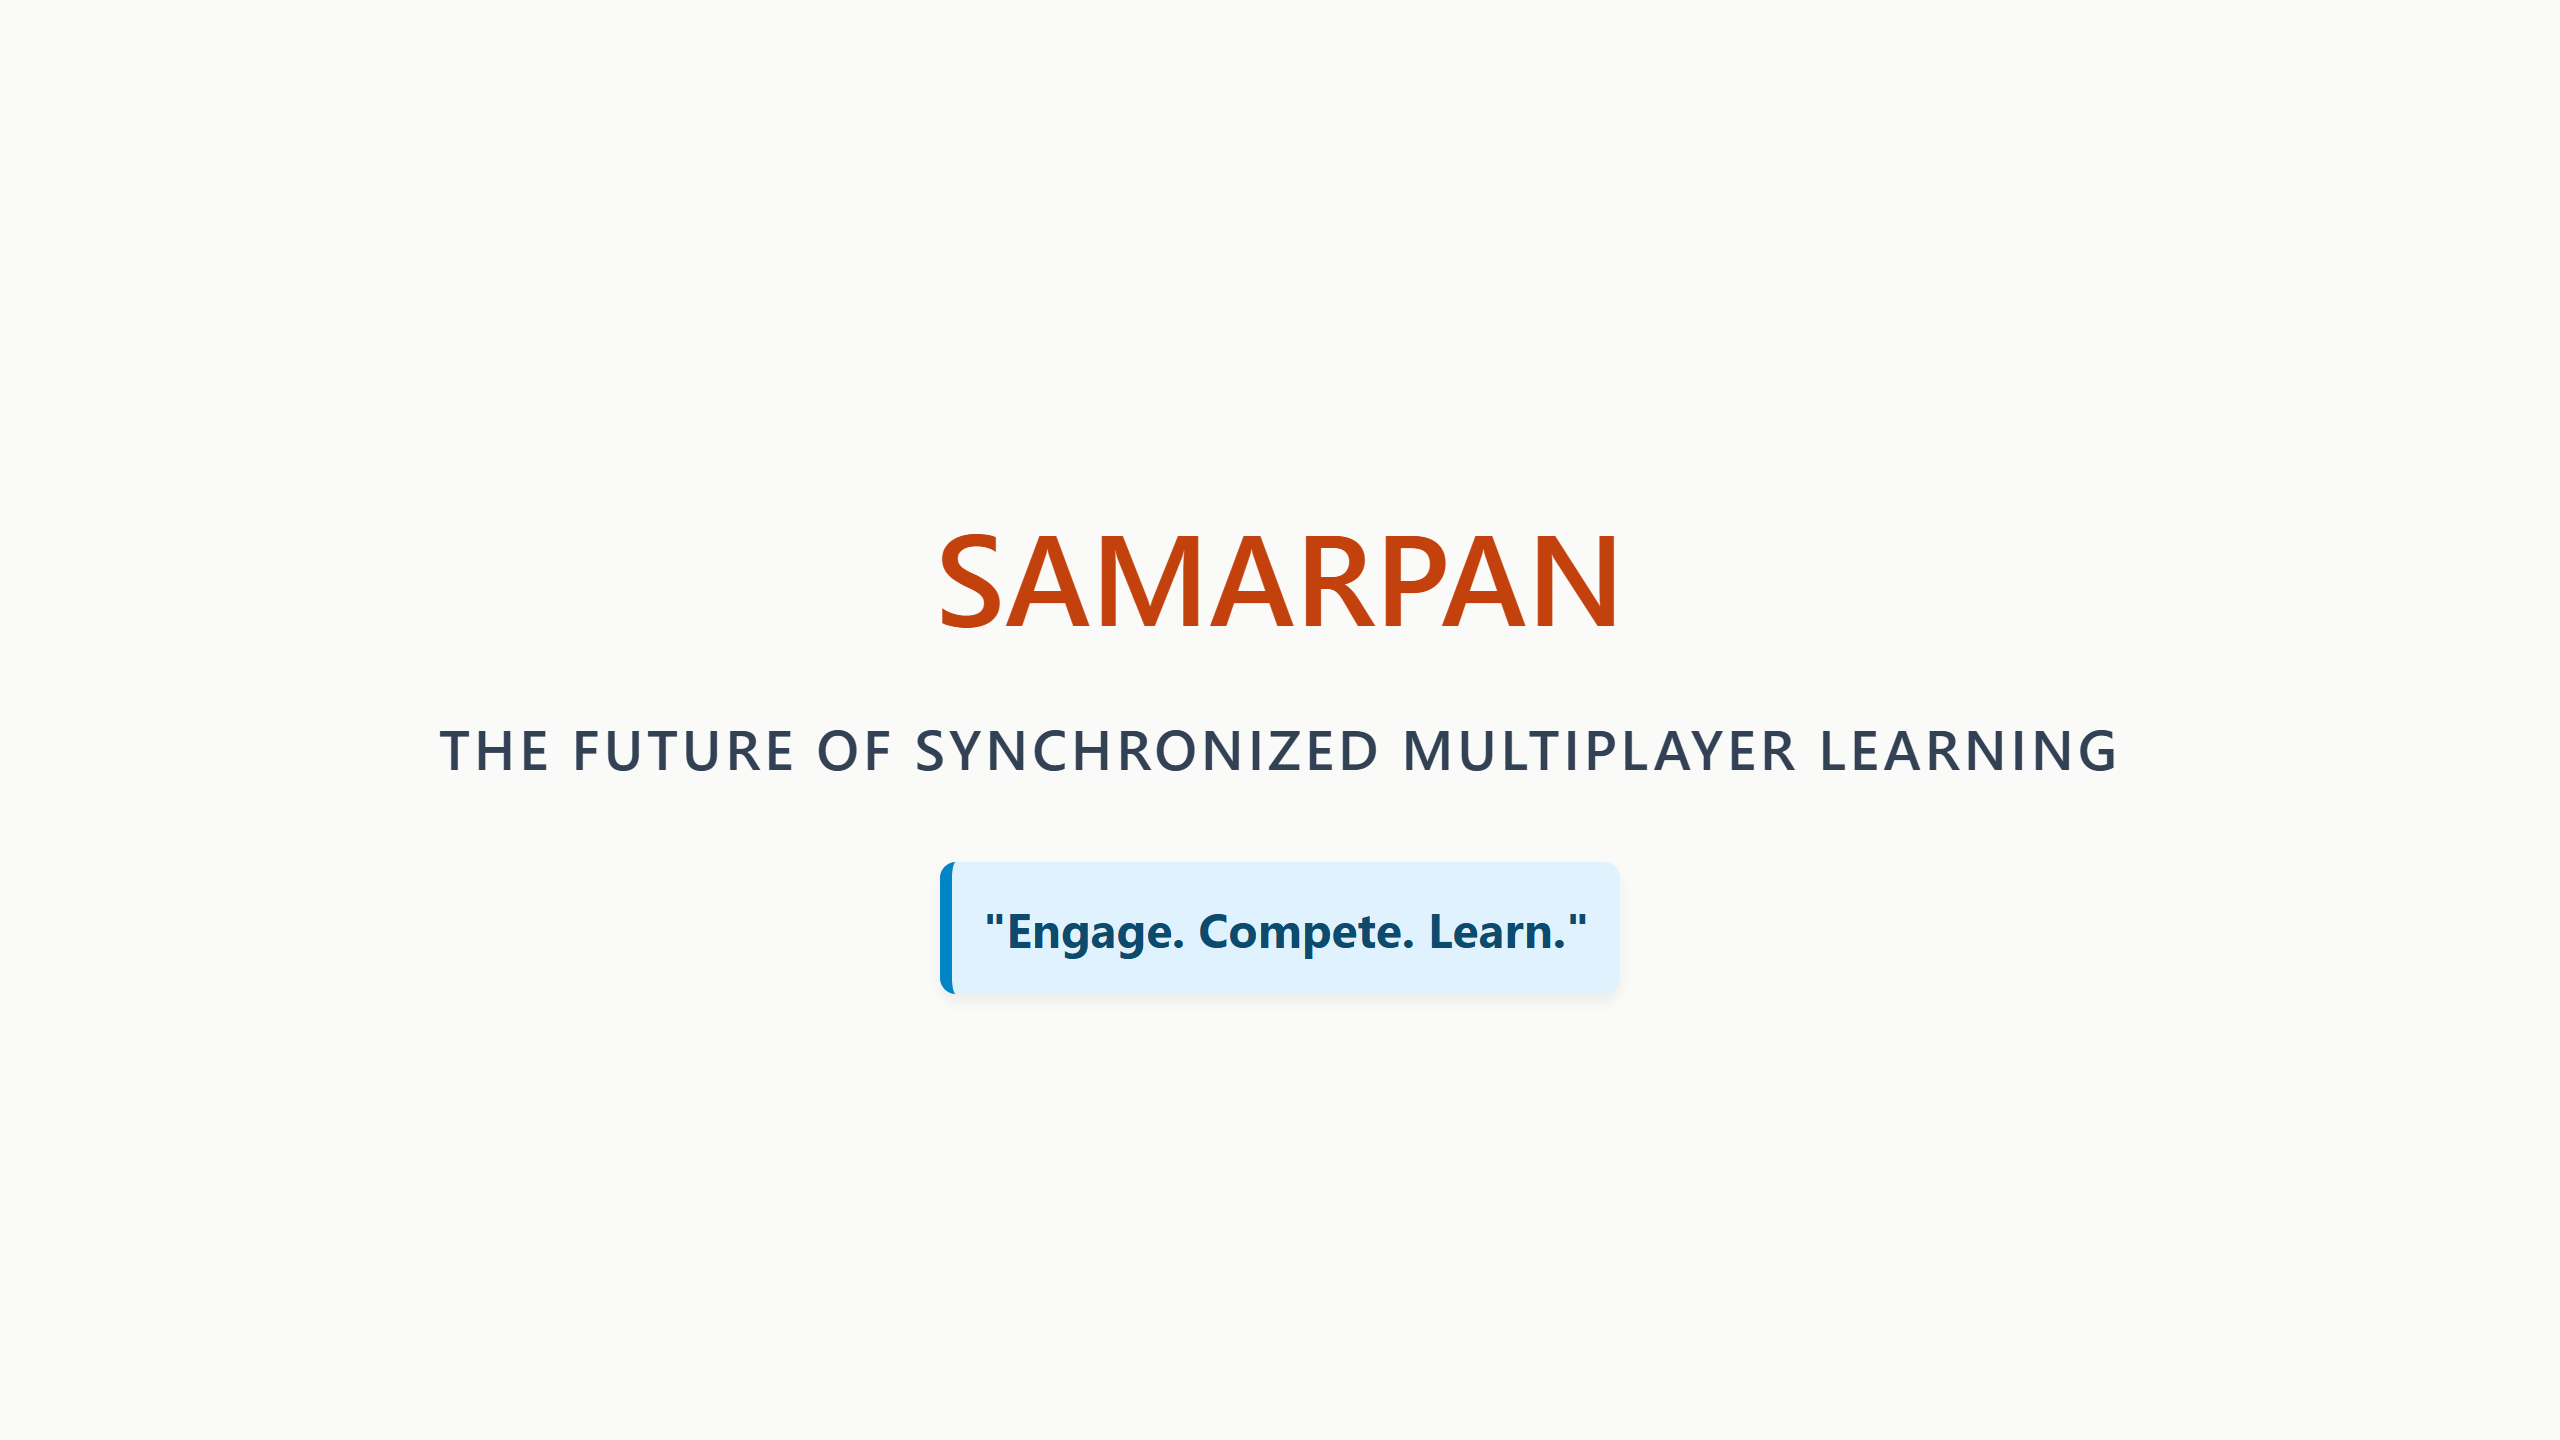 SAMARPAN
THE FUTURE OF SYNCHRONIZED MULTIPLAYER LEARNING
"Engage. Compete. Learn."